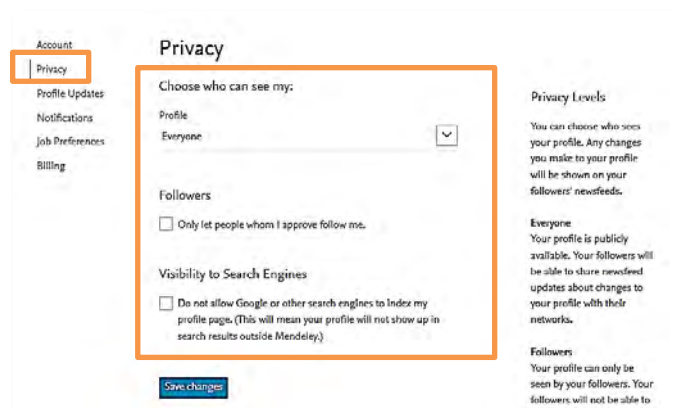 Account
Privacy
Profile Updates
Notifications
Job Preferences
Billing
Privacy
Choose who can see my:
Profile
Everyone
Followers
Only let people whom I approve follow me.
Visibility to Search Engines
Do not allow Google or other search engines to index my
profile page. (This will mean your profile will not show up in
search results outside Mendeley.)
Save changes
Privacy Levels
You can choose who sees
your profile. Any changes
you make to your profile
will be shown on your
followers' newsfeeds.
Everyone
Your profile is publicly
available. Your followers will
be able to share newsfeed
updates about changes to
your profile with their
networks.
Followers
Your profile can only be
seen by your followers. Your
followers will not be able to